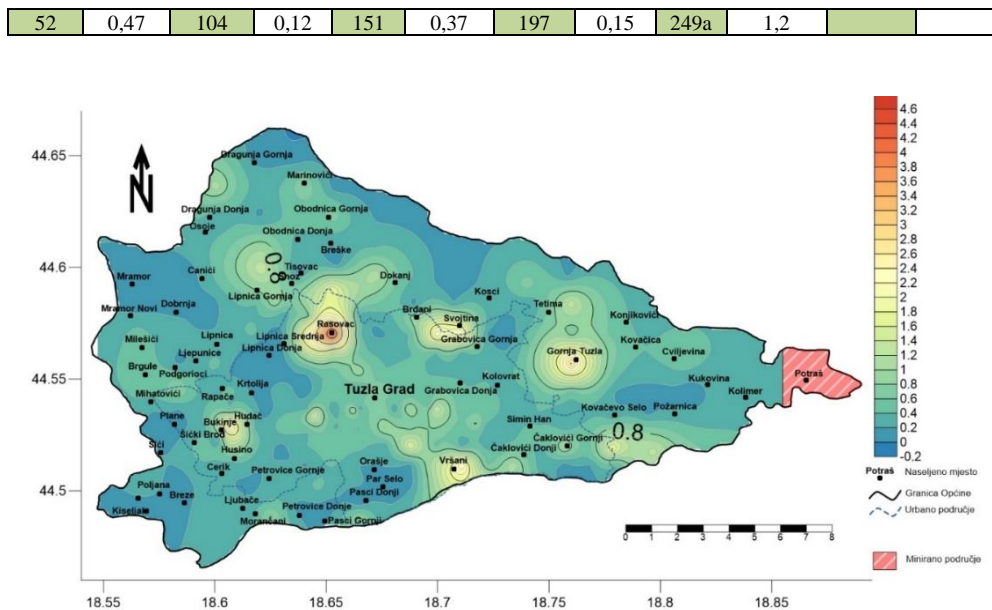 52 0,47 104 0,12 151 0,37 197 0,15 249a 1,2
4.6
4.4
4.2
4
3.8
3.6
3.4
3.2
3
2.8
2.6
2.4
2.2
2
1.8
1.6
1.4
1.2
1
0.8
0.6
0.4
0.2
0
-0.2
44.65
44.6
44.55
44.5
N
Dragunja Gornja
Marinovići
Dragunja Donja
Obodnica Gornja
Osoje
Obodnica Donja
Breške
0.8
Tisovac
Mramor
Čanići
Dokanj
Lipnica Gornja
Kosci
Mramor Novi
Dobrnja
Brđani
Svojtina
Tetima
Konjikovići
Rasovac
Milešići
Lipnica
Lipnica Srednja
Grabovica Gornja
Kovačica
Ljepunice
Lipnica Donja
Gornja Tuzla
Cviljevina
Brgule
Podgorioci
Potraš
Krtolija
Rapače
Tuzla Grad
Grabovica Donja
Kolovrat
Kukovina
Kolimer
Mihatovići
Plane
Bukinje
Hudač
Kovačevo Selo
Požarnica
Simin Han
0.8
Šići
Šićki Brod
Husino
Čaklovići Gornji
Čaklovići Donji
Cerik
Petrovice Gornje
Orašje
Vršani
Poljana
Par Selo
Kiseljak
Breze
Ljubače
Petrovice Donje
Pasci Donji
Morančani
Pasci Gornji
0 1 2 3 4 5 6 7 8
Potraš Naseljeno mjesto
Granica Općine
Urbano područje
Minirano područje
18.55 18.6 18.65 18.7 18.75 18.8 18.85